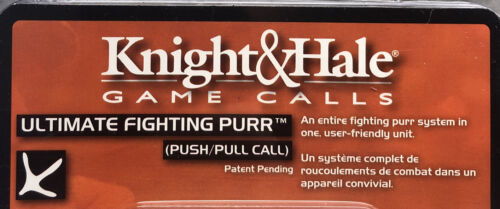 Knight&Hale®
GAME CALLS
ULTIMATE FIGHTING PURR™
(PUSH/PULL CALL)
Patent Pending
An entire fighting purr system in
one, user-friendly unit.
Un système complet de
roucoulements de combat dans un
appareil convivial.